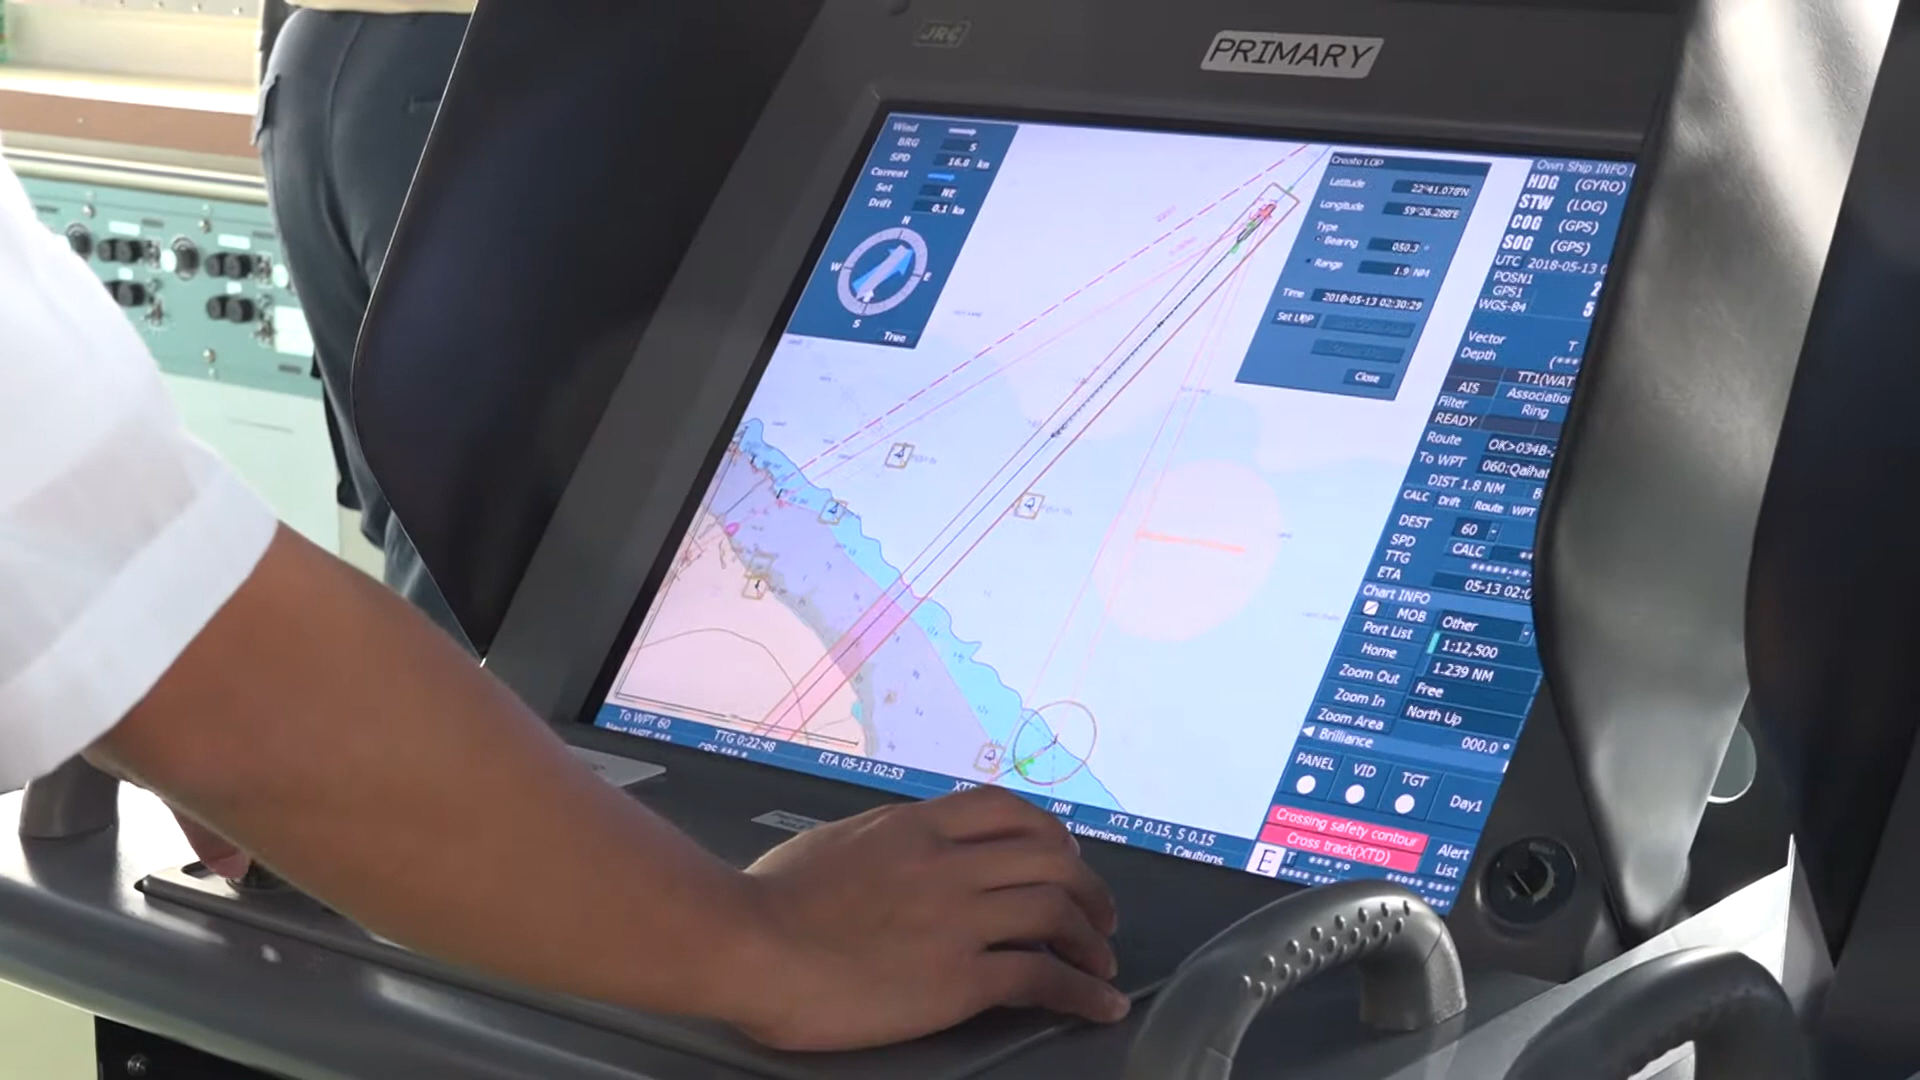 JRC
PRIMARY
Wind
BRG S
SPD 16.8 kn
Current
Set NE
Drift 0.1 kn
N
W E
S
Tree
Create LOP
Latitude 22°41.078'N
Longitude 59°26.288'E
Type
Bearing 050.3 °
Range 1.9 NM
Time 2018-05-13 02:30:29
Set LOP
Close
Own Ship INFO
HDG (GYRO)
STW (LOG)
COG (GPS)
SOG (GPS)
UTC 2018-05-13 0
POSN1 2
GPS1
WGS-84 5
Vector T
Depth (***
TT1(WAT
AIS Association
Filter Ring
READY
Route OK>034B-
To WPT 060:Qalhat
DIST 1.8 NM B
CALC Drift Route WPT
DEST 60
SPD CALC **
TTG *****:**
ETA 05-13 02:0
Chart INFO
MOB Other
Port List 1:12,500
Home 1.239 NM
Zoom Out Free
Zoom In North Up
Zoom Area
Brilliance 000.0 °
PANEL VID TGT Day1
Crossing safety contour
Cross track(XTD)
Alert
List
E
To WPT 60
Next WPT ***
TTG 0:22:48
ETA 05-13 02:53
NM
XTL P 0.15, S 0.15
5 Warnings
3 Cautions